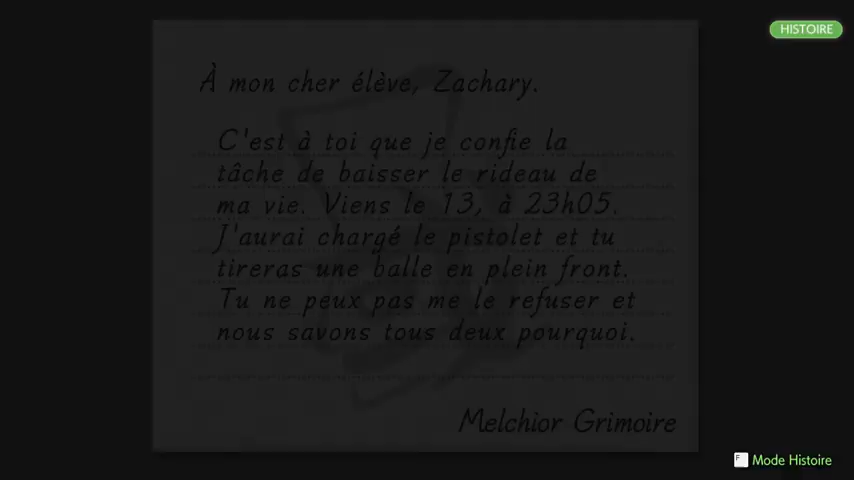 HISTOIRE
À mon cher élève, Zachary.
C'est à toi que je confie la
tâche de baisser le rideau de
ma vie. Viens le 13, à 23h05.
J'aurai chargé le pistolet et tu
tireras une balle en plein front.
Tu ne peux pas me le refuser et
nous savons tous deux pourquoi.
Melchior Grimoire
F Mode Histoire